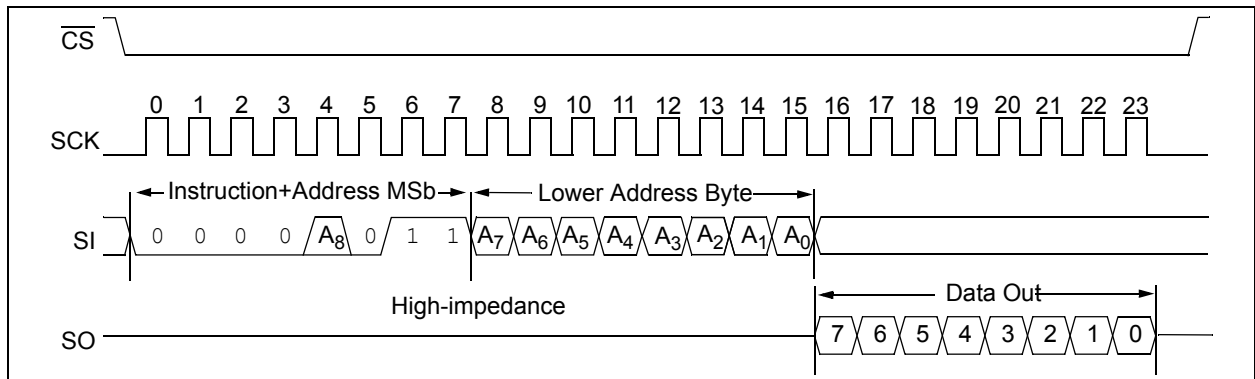 CS
0 1 2 3 4 5 6 7 8 9 10 11 12 13 14 15 16 17 18 19 20 21 22 23
SCK
Instruction+Address MSb Lower Address Byte
SI 0 0 0 0 A8 0 1 1 A7 A6 A5 A4 A3 A2 A1 A0
High-impedance Data Out
SO 7 6 5 4 3 2 1 0